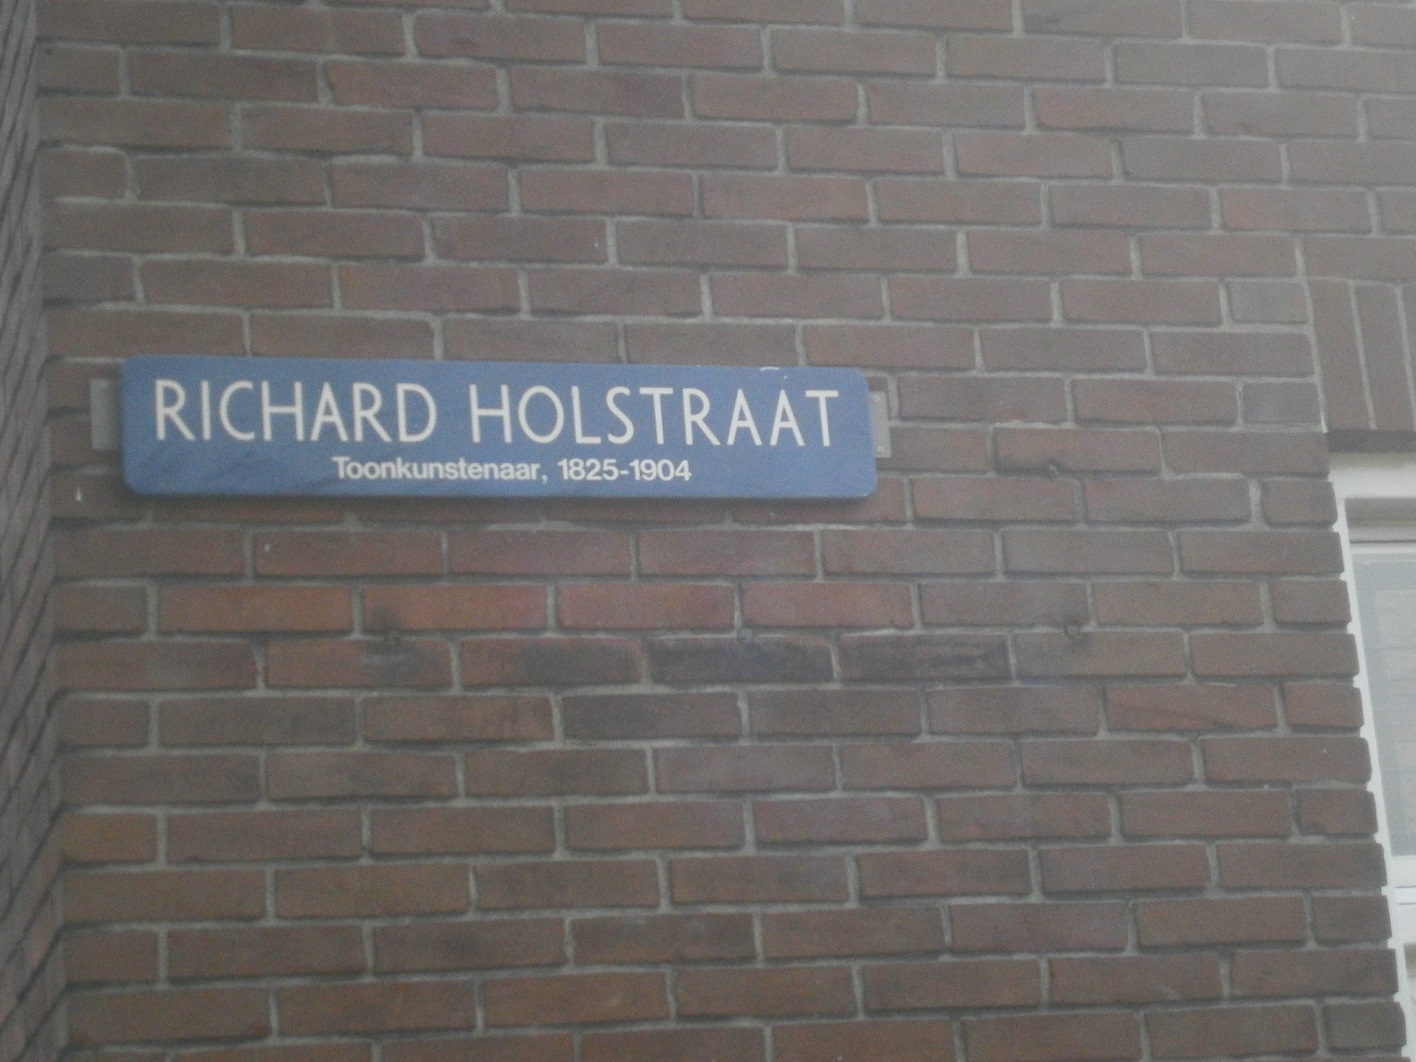 RICHARD HOLSTRAAT
Toonkunstenaar, 1825-1904